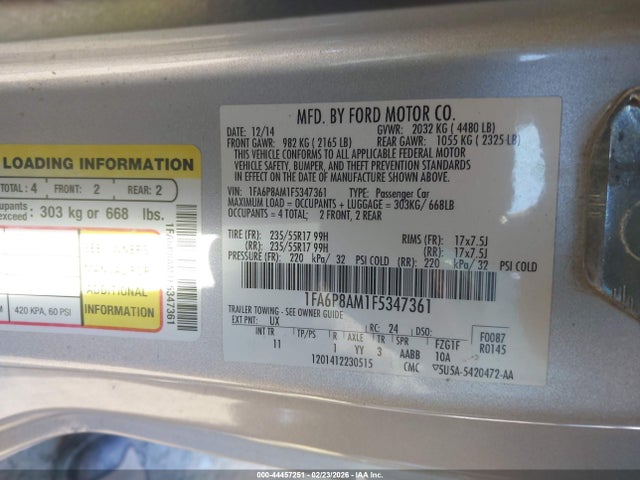 LOADING INFORMATION
TOTAL: 4 FRONT: 2 REAR: 2
303 kg or 668 lbs.
ADDITIONAL
INFORMATION
420 KPA, 60 PSI
MFD. BY FORD MOTOR CO.
DATE: 12/14 GVWR: 2032 KG ( 4480 LB)
FRONT GAWR: 982 KG ( 2165 LB) REAR GAWR: 1055 KG ( 2325 LB)
THIS VEHICLE CONFORMS TO ALL APPLICABLE FEDERAL MOTOR
VEHICLE SAFETY, BUMPER, AND THEFT PREVENTION STANDARDS
IN EFFECT ON THE DATE OF MANUFACTURE SHOWN ABOVE.
VIN: 1FA6P8AM1F5347361 TYPE: Passenger Car
MAXIMUM LOAD = OCCUPANTS + LUGGAGE = 303KG/ 668LB
OCCUPANTS = 4 TOTAL: 2 FRONT, 2 REAR
TIRE (FR): 235/55R17 99H RIMS (FR): 17x7.5J
(RR): 235/55R17 99H (RR): 17x7.5J
PRESSURE (FR): 220 kPa/ 32 PSI COLD (RR): 220 kPa/ 32 PSI COLD
1FA6P8AM1F5347361
TRAILER TOWING - SEE OWNER GUIDE
EXT PNT: UX RC: 24 DSO:
INT TR TP/PS R AXLE TR SPR FZG1F F0087
11 1 YY 3 AABB 10A R0145
1201412230515 CMC 5U5A-5420472-AA
000-44457251 - 02/23/2026 - IAAI.COM